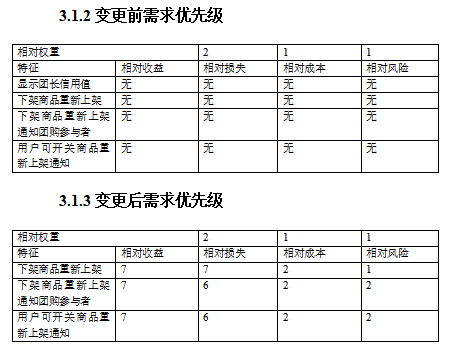 3.1.2 变更前需求优先级
相对权重 2 1 1
特征 相对收益 相对损失 相对成本 相对风险
显示团长信用值 无 无 无 无
下架商品重新上架 无 无 无 无
下架商品重新上架 无 无 无 无
通知团购参与者
用户可开关商品重 无 无 无 无
新上架通知
3.1.3 变更后需求优先级
相对权重 2 1 1
特征 相对收益 相对损失 相对成本 相对风险
下架商品重新上架 7 7 2 1
下架商品重新上架 7 6 2 2
通知团购参与者
用户可开关商品重 7 6 2 2
新上架通知